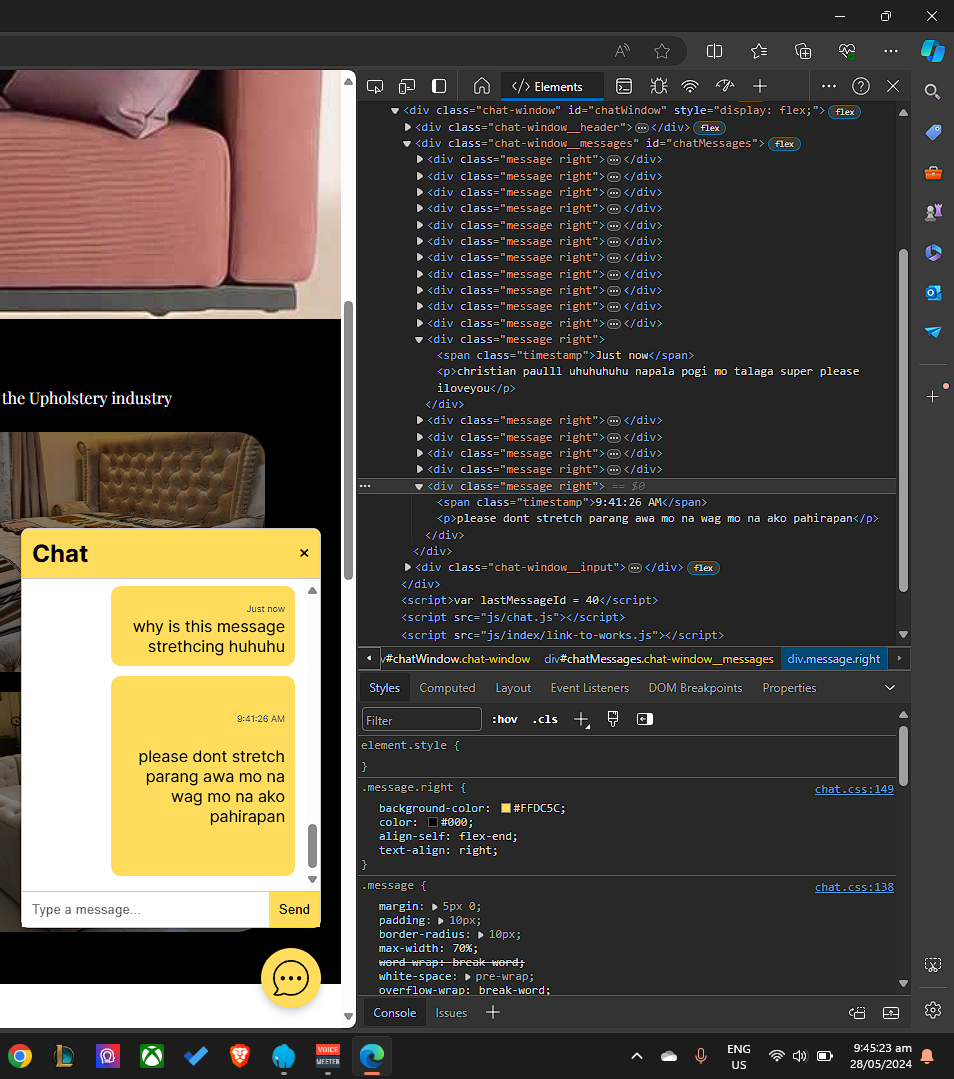 Elements
<div class="chat-window" id="chatWindow" style="display: flex;"> flex
<div class="chat-window__header"> </div> flex
<div class="chat-window__messages" id="chatMessages"> flex
<div class="message right"> </div>
<div class="message right"> </div>
<div class="message right"> </div>
<div class="message right"> </div>
<div class="message right"> </div>
<div class="message right"> </div>
<div class="message right"> </div>
<div class="message right"> </div>
<div class="message right"> </div>
<div class="message right"> </div>
<div class="message right"> </div>
<div class="message right">
<span class="timestamp">Just now</span>
<p>christian paulll uhuhuhuhu napala pogi mo talaga super please
iloveyou</p>
</div>
<div class="message right"> </div>
<div class="message right"> </div>
<div class="message right"> </div>
<div class="message right"> </div>
<div class="message right"> == $0
<span class="timestamp">9:41:26 AM</span>
<p>please dont stretch parang awa mo na wag mo na ako pahirapan</p>
</div>
</div>
<div class="chat-window__input"> </div> flex
</div>
<script>var lastMessageId = 40</script>
<script src="js/chat.js"></script>
<script src="js/index/link-to-works.js"></script>
v#chatWindow.chat-window div#chatMessages.chat-window__messages div.message.right
Styles Computed Layout Event Listeners DOM Breakpoints Properties
Filter :hov .cls
element.style {
}
.message.right { chat.css:149
background-color: #FFDC5C;
color: #000;
align-self: flex-end;
text-align: right;
}
.message { chat.css:138
margin: 5px 0;
padding: 10px;
border-radius: 10px;
max-width: 70%;
word-wrap: break-word;
white-space: pre-wrap;
overflow-wrap: break-word;
Console Issues
the Upholstery industry
Chat ×
Just now
why is this message
strethcing huhuhu
9:41:26 AM
please dont stretch
parang awa mo na
wag mo na ako
pahirapan
Type a message... Send
VOICE
MEETER
ENG
US
9:45:23 am
28/05/2024